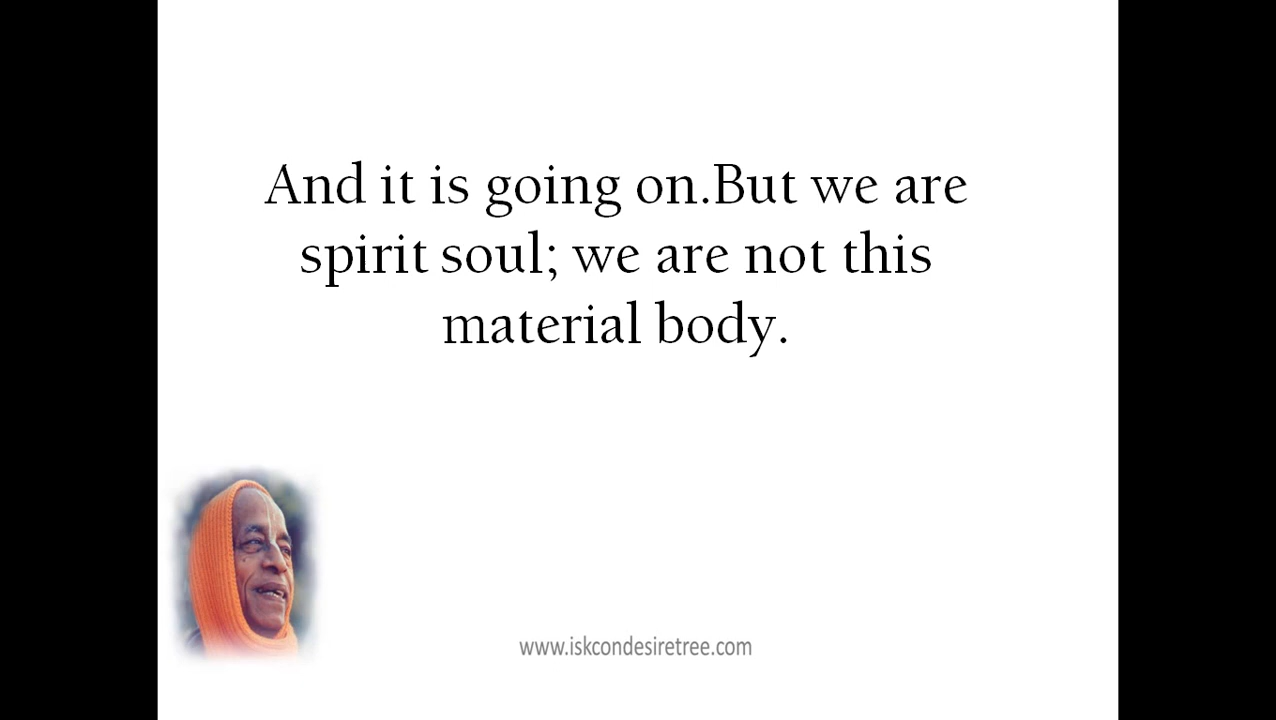 And it is going on.But we are
spirit soul; we are not this
material body.
www.iskcondesiretree.com